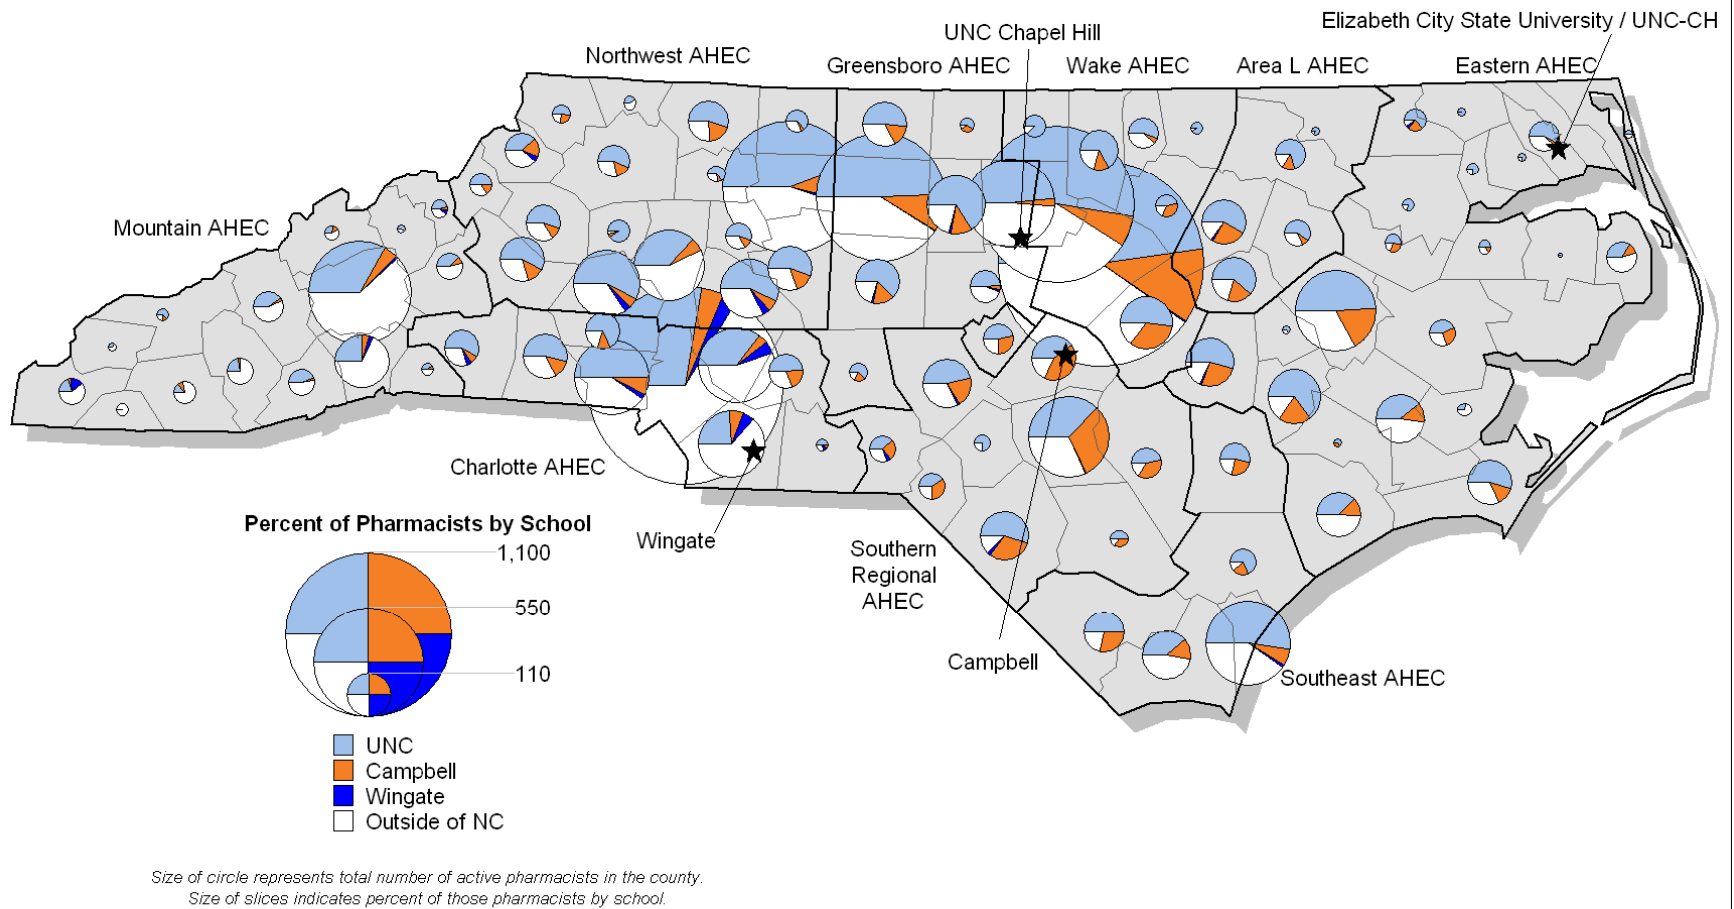 Elizabeth City State University / UNC-CH
UNC Chapel Hill
Northwest AHEC
Greensboro AHEC
Wake AHEC
Area L AHEC
Eastern AHEC
Mountain AHEC
Charlotte AHEC
Wingate
Southern
Regional
AHEC
Campbell
Southeast AHEC
Percent of Pharmacists by School
1,100
550
110
UNC
Campbell
Wingate
Outside of NC
Size of circle represents total number of active pharmacists in the county.
Size of slices indicates percent of those pharmacists by school.